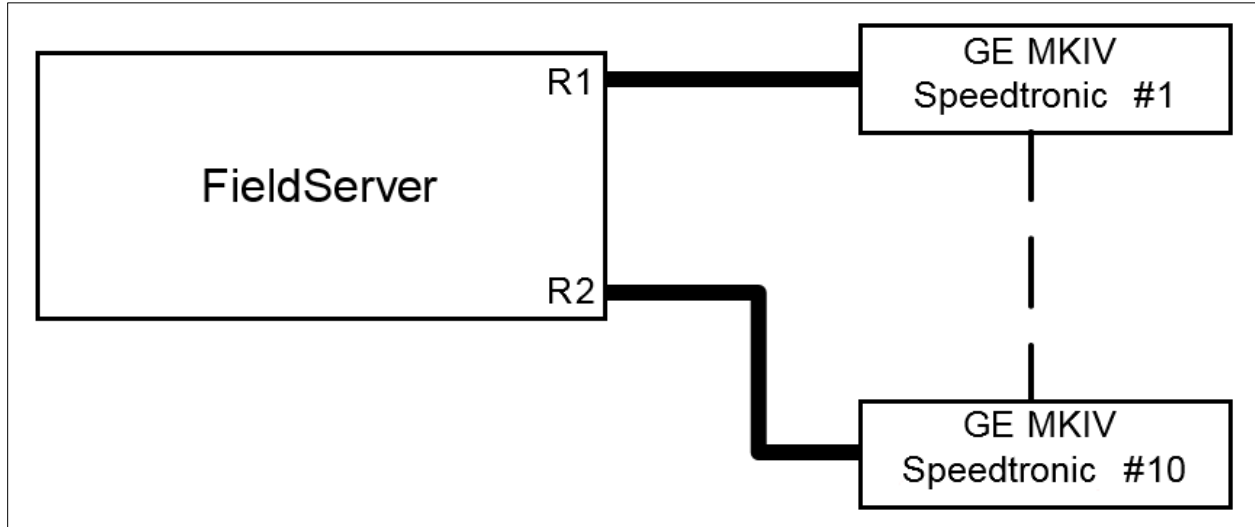 GE MKIV
Speedtronic #1
R1
FieldServer
R2
GE MKIV
Speedtronic #10